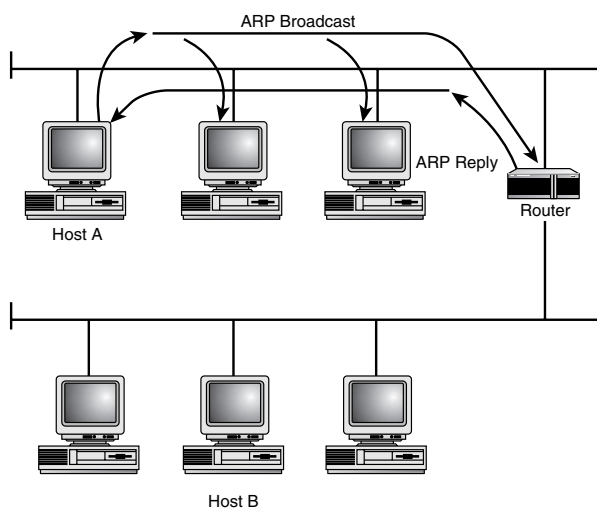 ARP Broadcast
ARP Reply
Host A
Router
Host B